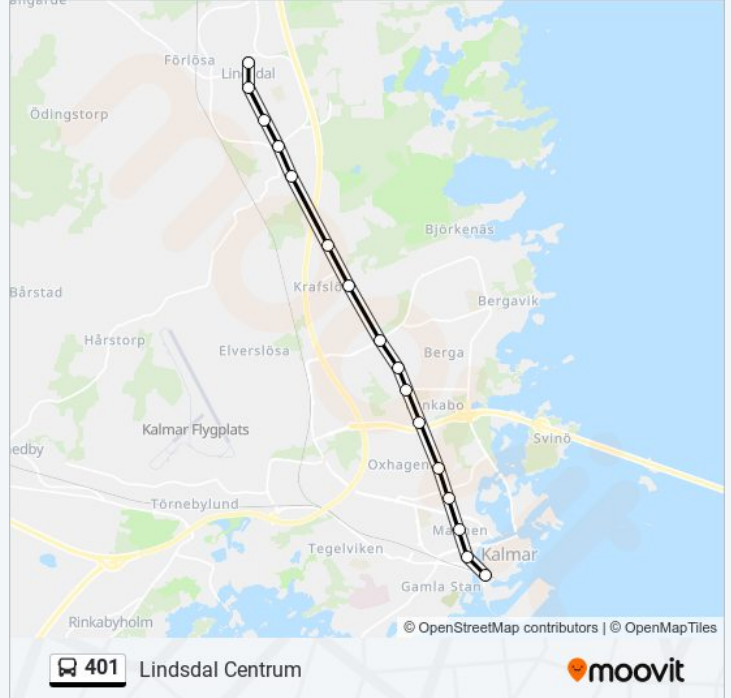 Förlösa
Lindsdal
Ödingstorp
Björkenäs
Bårstad
Krafslö
Bergavik
Hårstorp
Elverslösa
Berga
nkabo
Kalmar Flygplats
Svinö
edby
Oxhagen
Törnebylund
Malmen
Tegelviken
Kalmar
Gamla Stan
Rinkabyholm
© OpenStreetMap contributors | © OpenMapTiles
401 Lindsdal Centrum
moovit